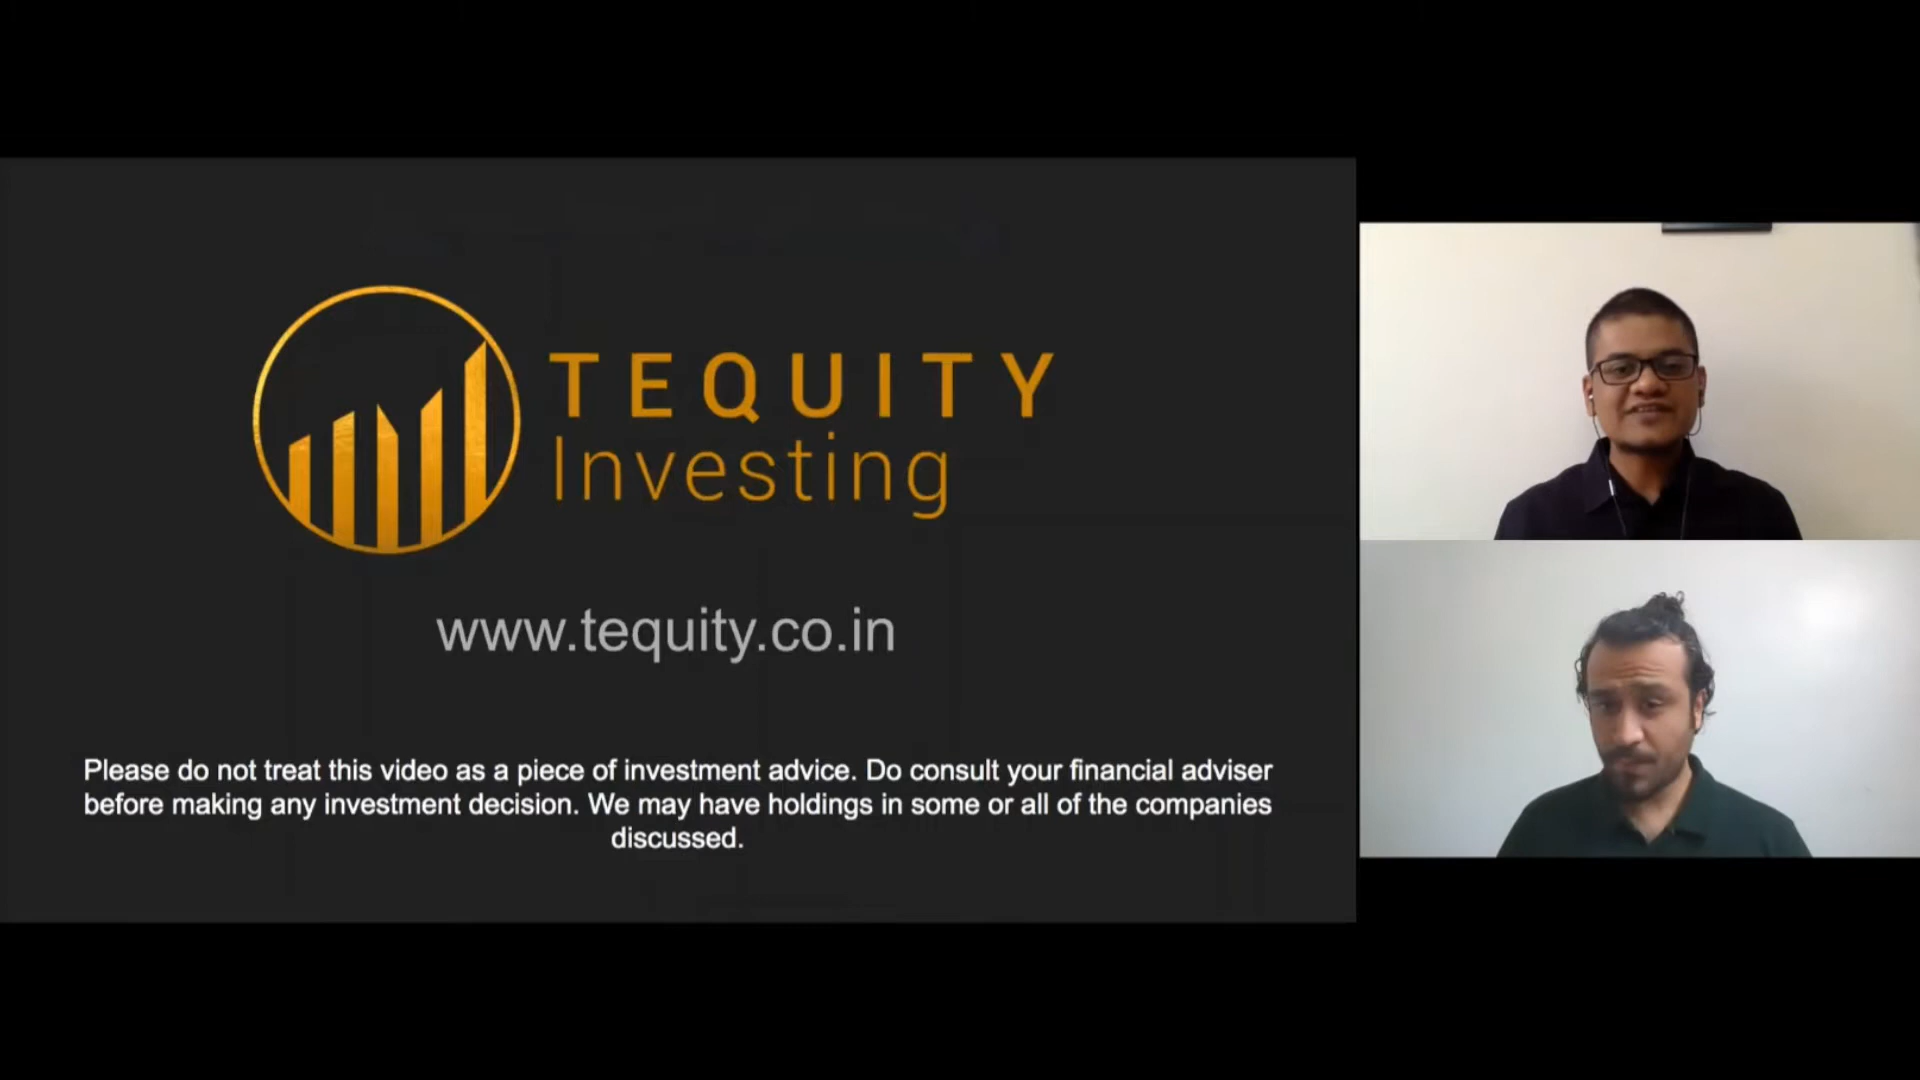 TEQUITY
Investing
www.tequity.co.in
Please do not treat this video as a piece of investment advice. Do consult your financial adviser
before making any investment decision. We may have holdings in some or all of the companies
discussed.